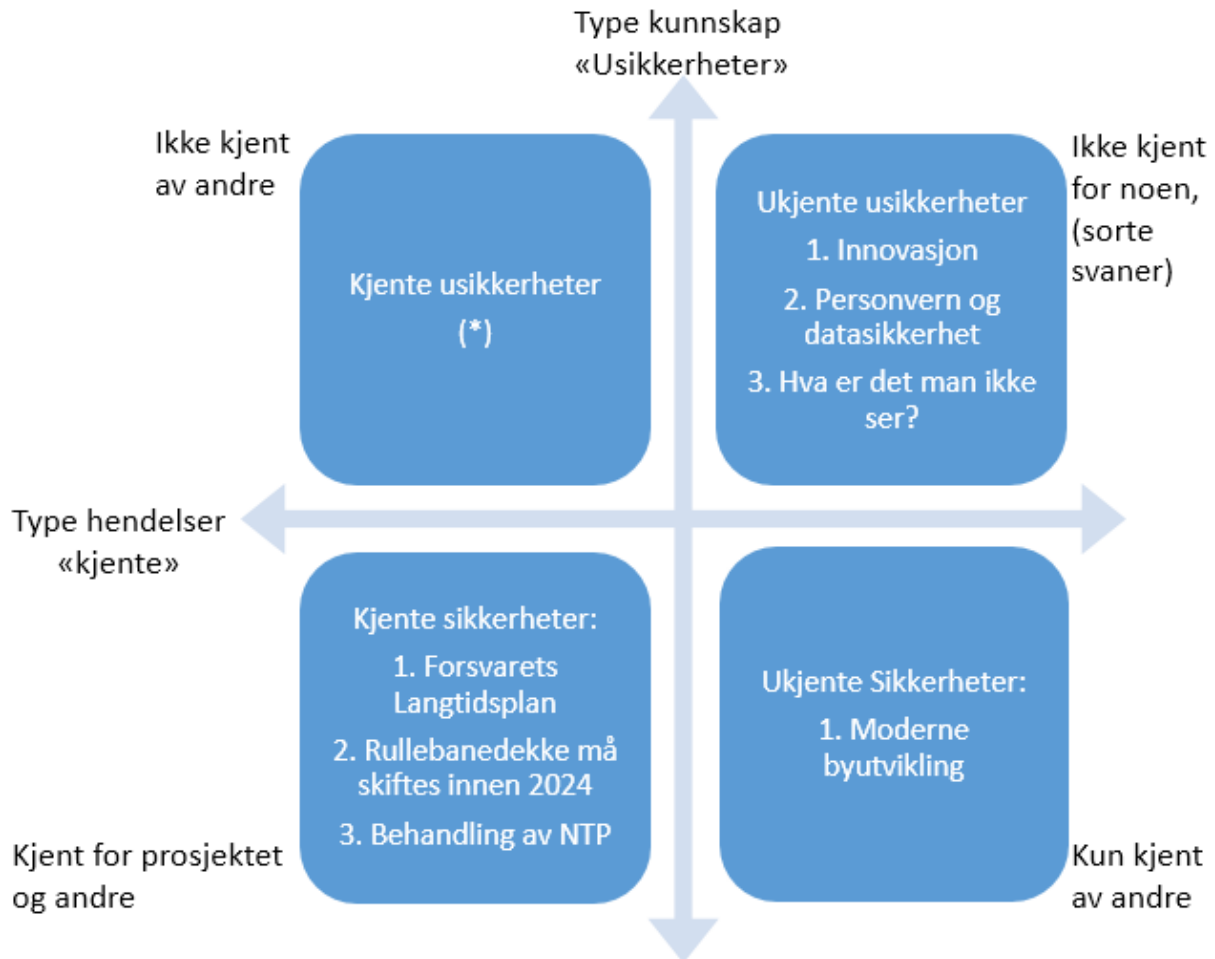 Type kunnskap
«Usikkerheter»
Ikke kjent
av andre
Kjente usikkerheter
(*)
Ukjente usikkerheter
1. Innovasjon
2. Personvern og
datasikkerhet
3. Hva er det man ikke
ser?
Ikke kjent
for noen,
(sorte
svaner)
Type hendelser
«kjente»
Kjente sikkerheter:
1. Forsvarets
Langtidsplan
2. Rullebanedekke må
skiftes innen 2024
3. Behandling av NTP
Ukjente Sikkerheter:
1. Moderne
byutvikling
Kjent for prosjektet
og andre
Kun kjent
av andre